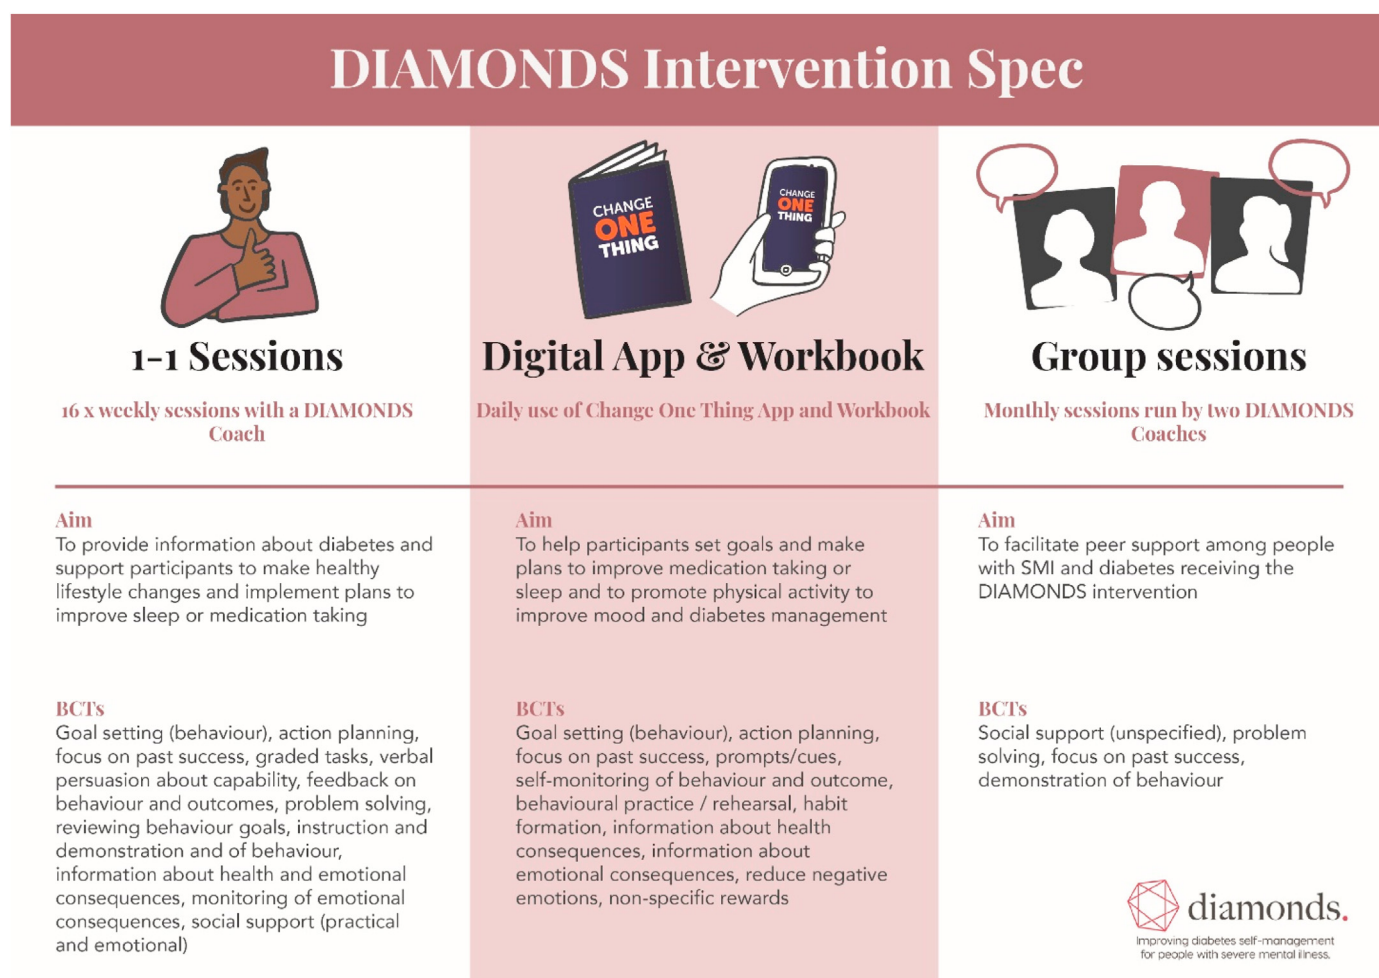 DIAMONDS Intervention Spec
CHANGE
ONE
THING
CHANGE
ONE
THING
1-1 Sessions
16 x weekly sessions with a DIAMONDS
Coach
Aim
To provide information about diabetes and
support participants to make healthy
lifestyle changes and implement plans to
improve sleep or medication taking
BCTs
Goal setting (behaviour), action planning,
focus on past success, graded tasks, verbal
persuasion about capability, feedback on
behaviour and outcomes, problem solving,
reviewing behaviour goals, instruction and
demonstration and of behaviour,
information about health and emotional
consequences, monitoring of emotional
consequences, social support (practical
and emotional)
Digital App & Workbook
Daily use of Change One Thing App and Workbook
Aim
To help participants set goals and make
plans to improve medication taking or
sleep and to promote physical activity to
improve mood and diabetes management
BCTs
Goal setting (behaviour), action planning,
focus on past success, prompts/cues,
self-monitoring of behaviour and outcome,
behavioural practice / rehearsal, habit
formation, information about health
consequences, information about
emotional consequences, reduce negative
emotions, non-specific rewards
Group sessions
Monthly sessions run by two DIAMONDS
Coaches
Aim
To facilitate peer support among people
with SMI and diabetes receiving the
DIAMONDS intervention
BCTs
Social support (unspecified), problem
solving, focus on past success,
demonstration of behaviour
diamonds.
Improving diabetes self-management
for people with severe mental illness.